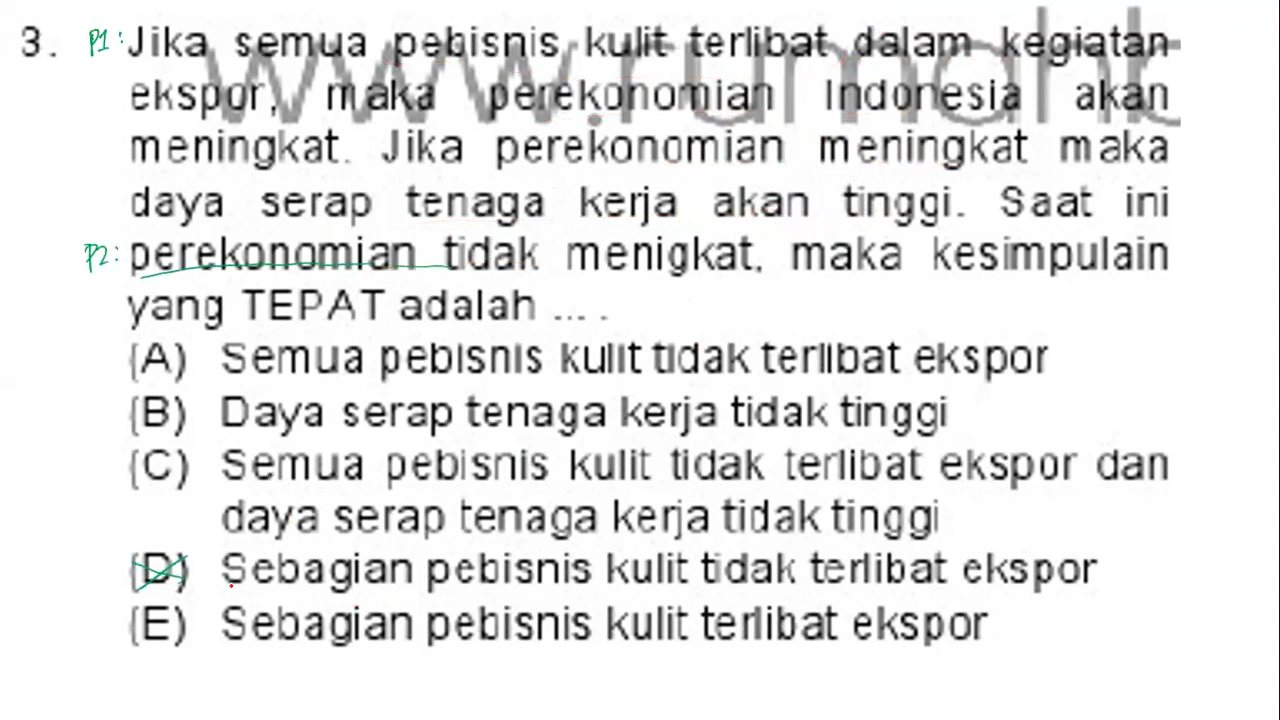 3. P1: Jika semua pebisnis kulit terlibat dalam kegiatan
ekspor, maka perekonomian Indonesia akan
meningkat. Jika perekonomian meningkat maka
daya serap tenaga kerja akan tinggi. Saat ini
P2: perekonomian tidak menigkat, maka kesimpulain
yang TEPAT adalah ... .
(A) Semua pebisnis kulit tidak terlibat ekspor
(B) Daya serap tenaga kerja tidak tinggi
(C) Semua pebisnis kulit tidak terlibat ekspor dan
daya serap tenaga kerja tidak tinggi
(D) Sebagian pebisnis kulit tidak terlibat ekspor
(E) Sebagian pebisnis kulit terlibat ekspor